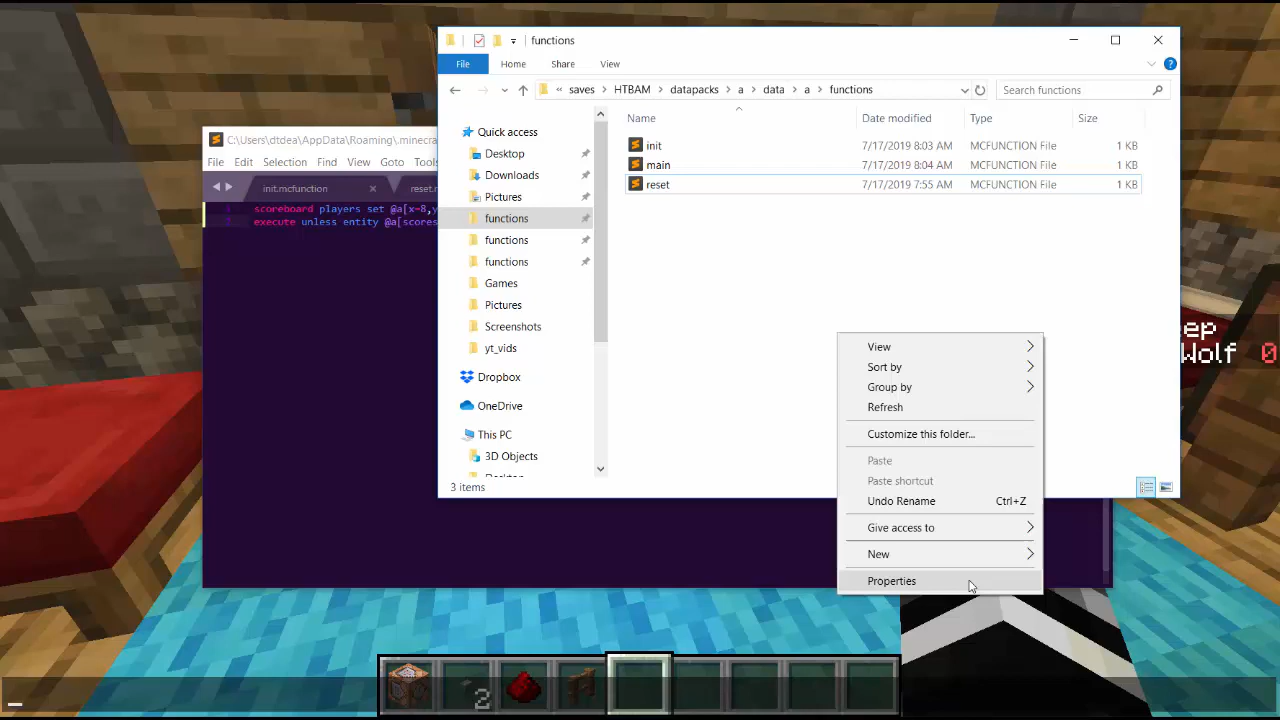 functions
File Home Share View
« saves > HTBAM > datapacks > a > data > a > functions
Search functions
Name Date modified Type Size
Quick access
Desktop
Downloads
Pictures
functions
functions
functions
Games
Pictures
Screenshots
yt_vids
Dropbox
OneDrive
This PC
3D Objects
init 7/17/2019 8:03 AM MCFUNCTION File 1 KB
main 7/17/2019 8:04 AM MCFUNCTION File 1 KB
reset 7/17/2019 7:55 AM MCFUNCTION File 1 KB
3 items
C:\Users\dtdea\AppData\Roaming\.minecra
File Edit Selection Find View Goto Tools
init.mcfunction × reset.
scoreboard players set @a[x=8,y
execute unless entity @a[scores
View
Sort by
Group by
Refresh
Customize this folder...
Paste
Paste shortcut
Undo Rename Ctrl+Z
Give access to
New
Properties
ep
Wolf 0
2